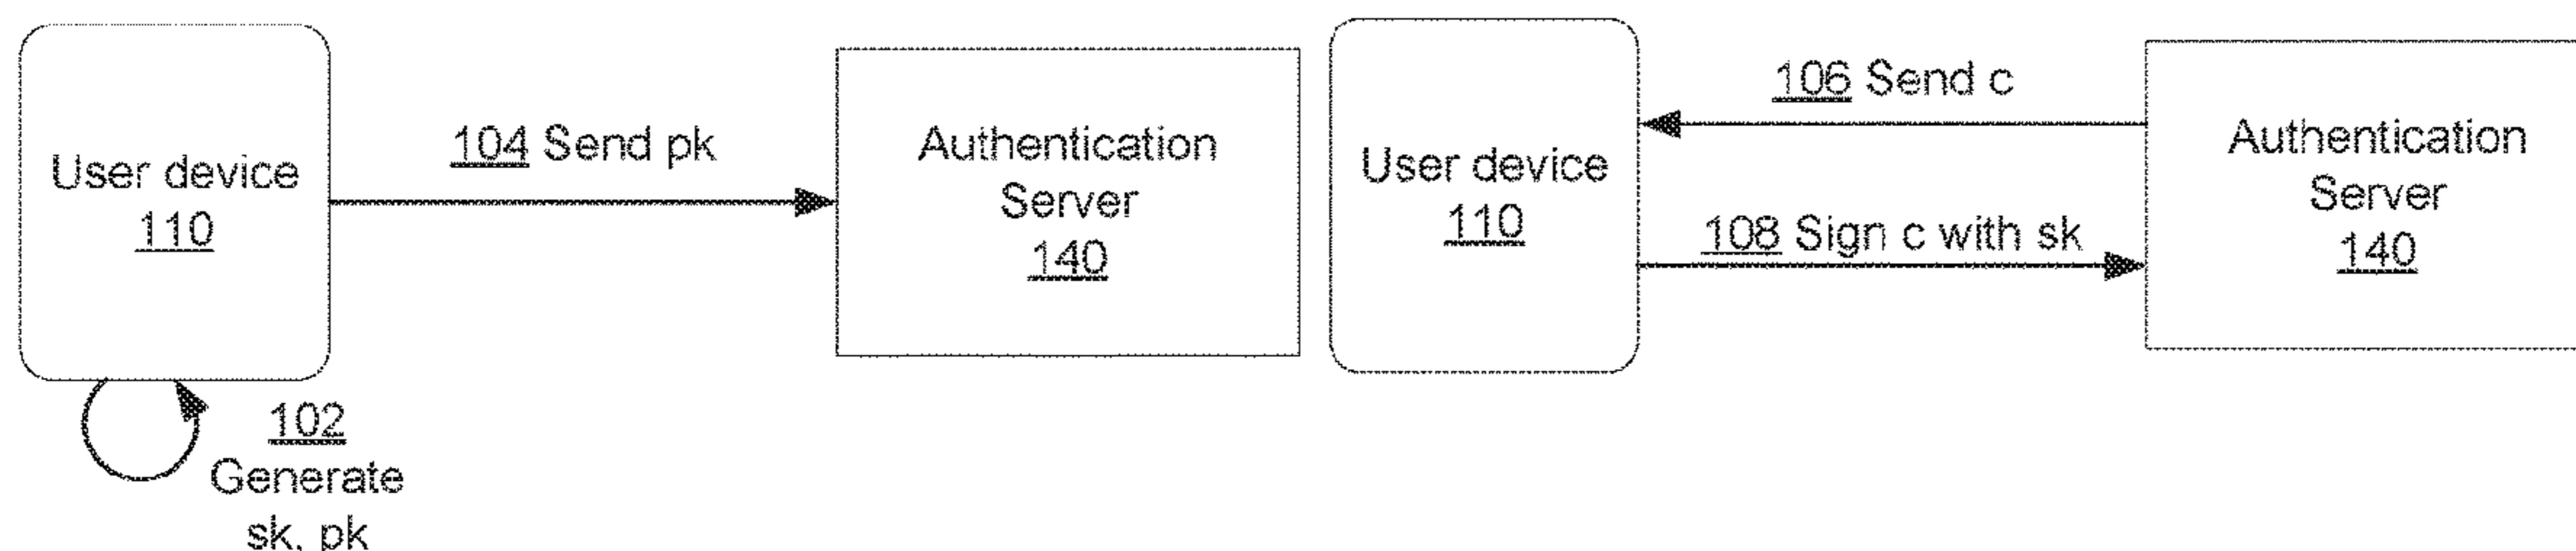 User device
110
102
Generate
sk, pk
104 Send pk
Authentication
Server
140
User device
110
106 Send c
108 Sign c with sk
Authentication
Server
140